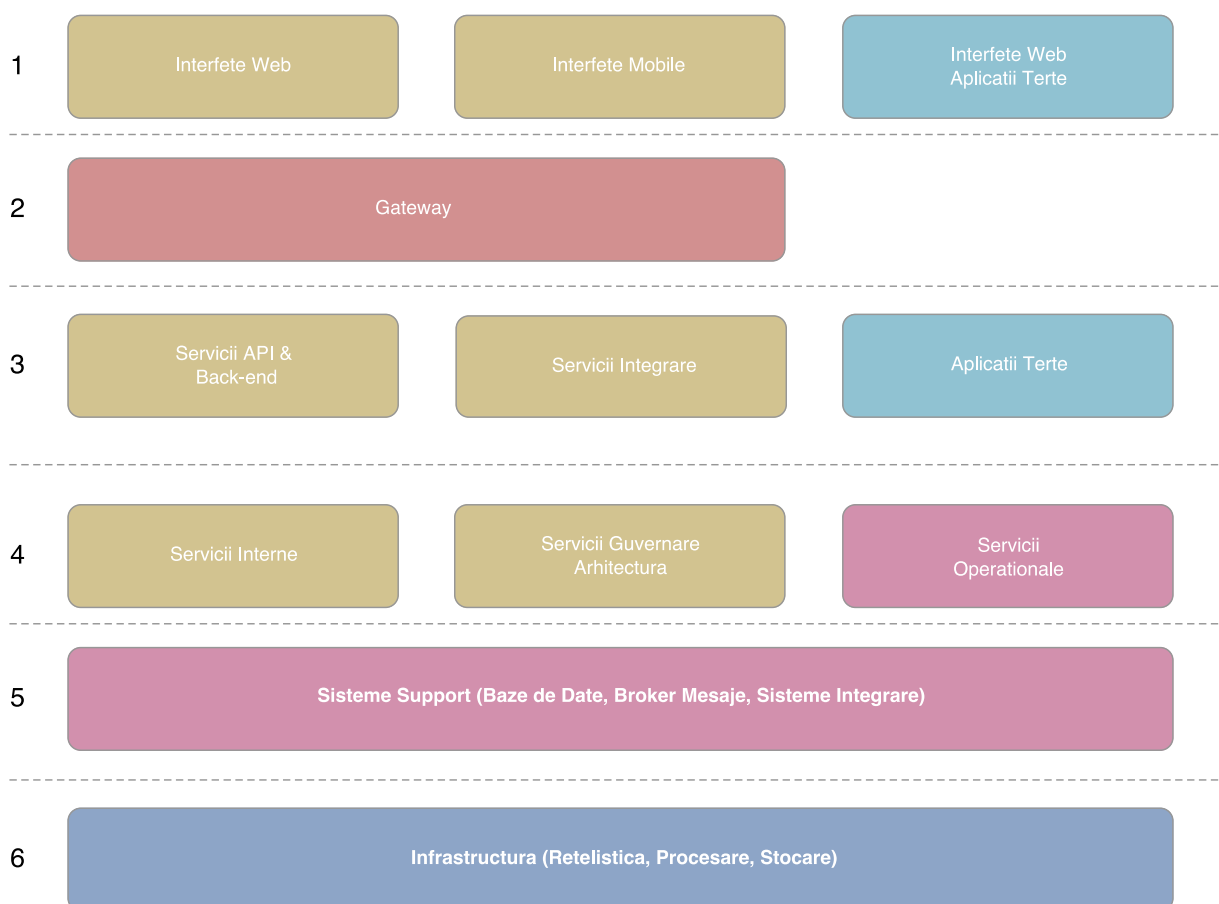 1
Interfete Web
Interfete Mobile
Interfete Web
Aplicatii Terte
2
Gateway
3
Servicii API &
Back-end
Servicii Integrare
Aplicatii Terte
4
Servicii Interne
Servicii Guvernare
Arhitectura
Servicii
Operationale
5
Sisteme Support (Baze de Date, Broker Mesaje, Sisteme Integrare)
6
Infrastructura (Retelistica, Procesare, Stocare)